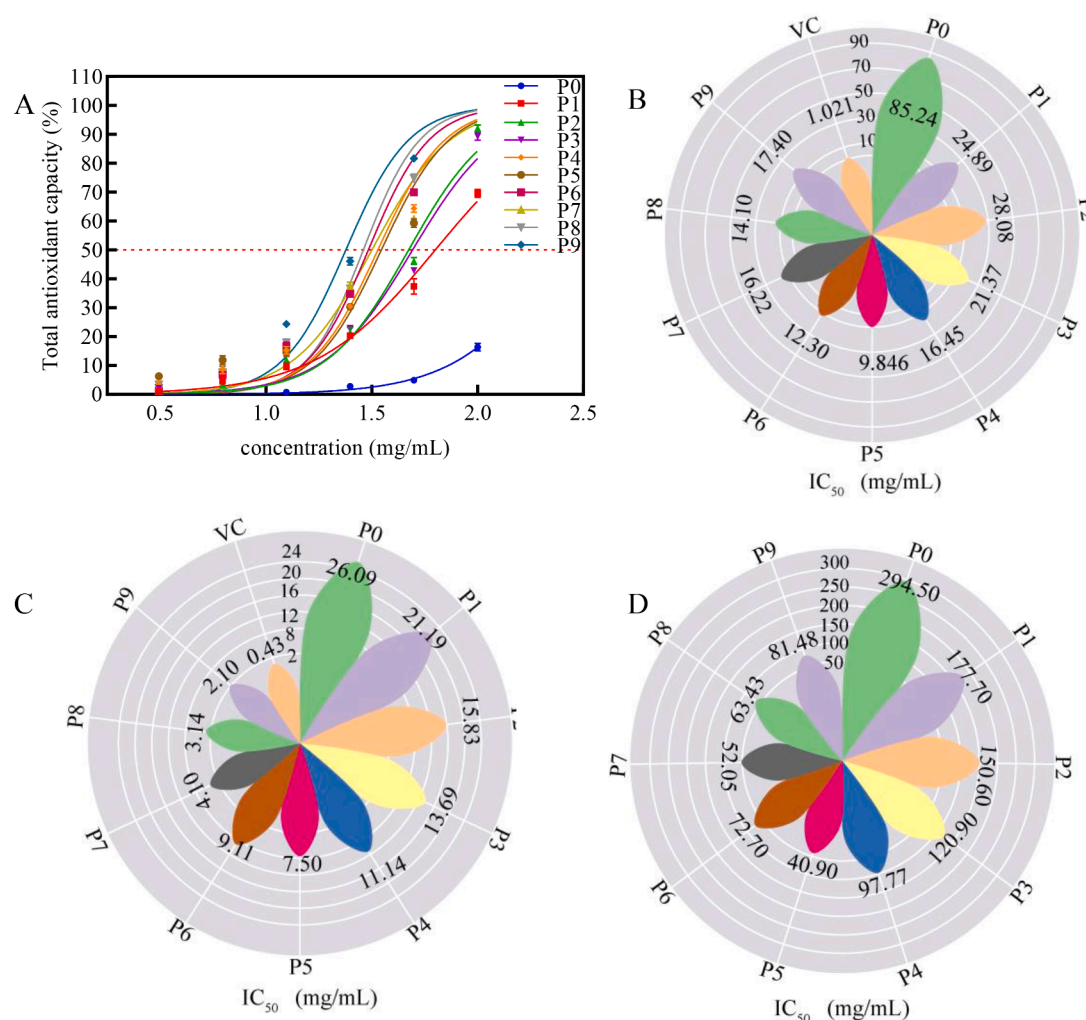 A
Total antioxidant capacity (%)
110
100
90
80
70
60
50
40
30
20
10
0
0.5
1.0
1.5
2.0
2.5
concentration (mg/mL)
P0
P1
P2
P3
P4
P5
P6
P7
P8
P9
B
VC
P0
P1
P3
P4
P5
P6
P7
P8
P9
90
70
50
30
10
1.021
85.24
24.89
28.08
21.37
16.45
9.846
12.30
16.22
14.10
17.40
IC50 (mg/mL)
C
VC
P0
P1
P3
P4
P5
P6
P7
P8
P9
24
20
16
12
8
2
0.43
26.09
21.19
15.83
13.69
11.14
7.50
9.11
4.10
3.14
2.10
IC50 (mg/mL)
D
P9
P0
P1
P2
P3
P4
P5
P6
P7
P8
300
250
200
150
100
50
81.48
294.50
177.70
150.60
120.90
97.77
40.90
72.70
52.05
63.43
IC50 (mg/mL)